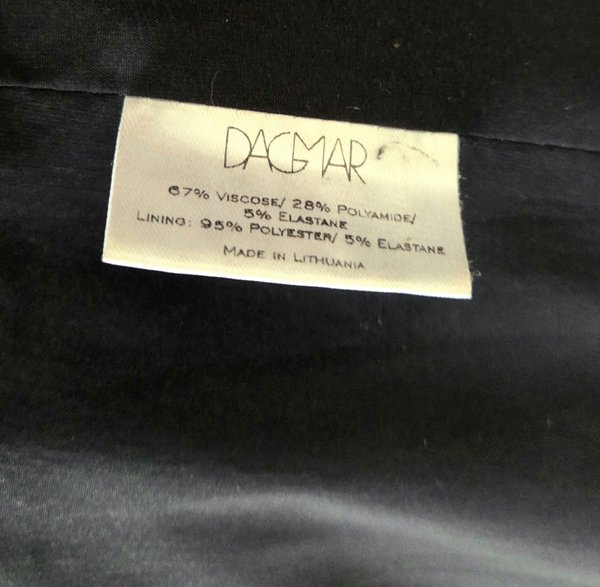 DAGMAR
67% VISCOSE/ 28% POLYAMIDE/
5% ELASTANE
LINING: 95% POLYESTER/ 5% ELASTANE
MADE IN LITHUANIA